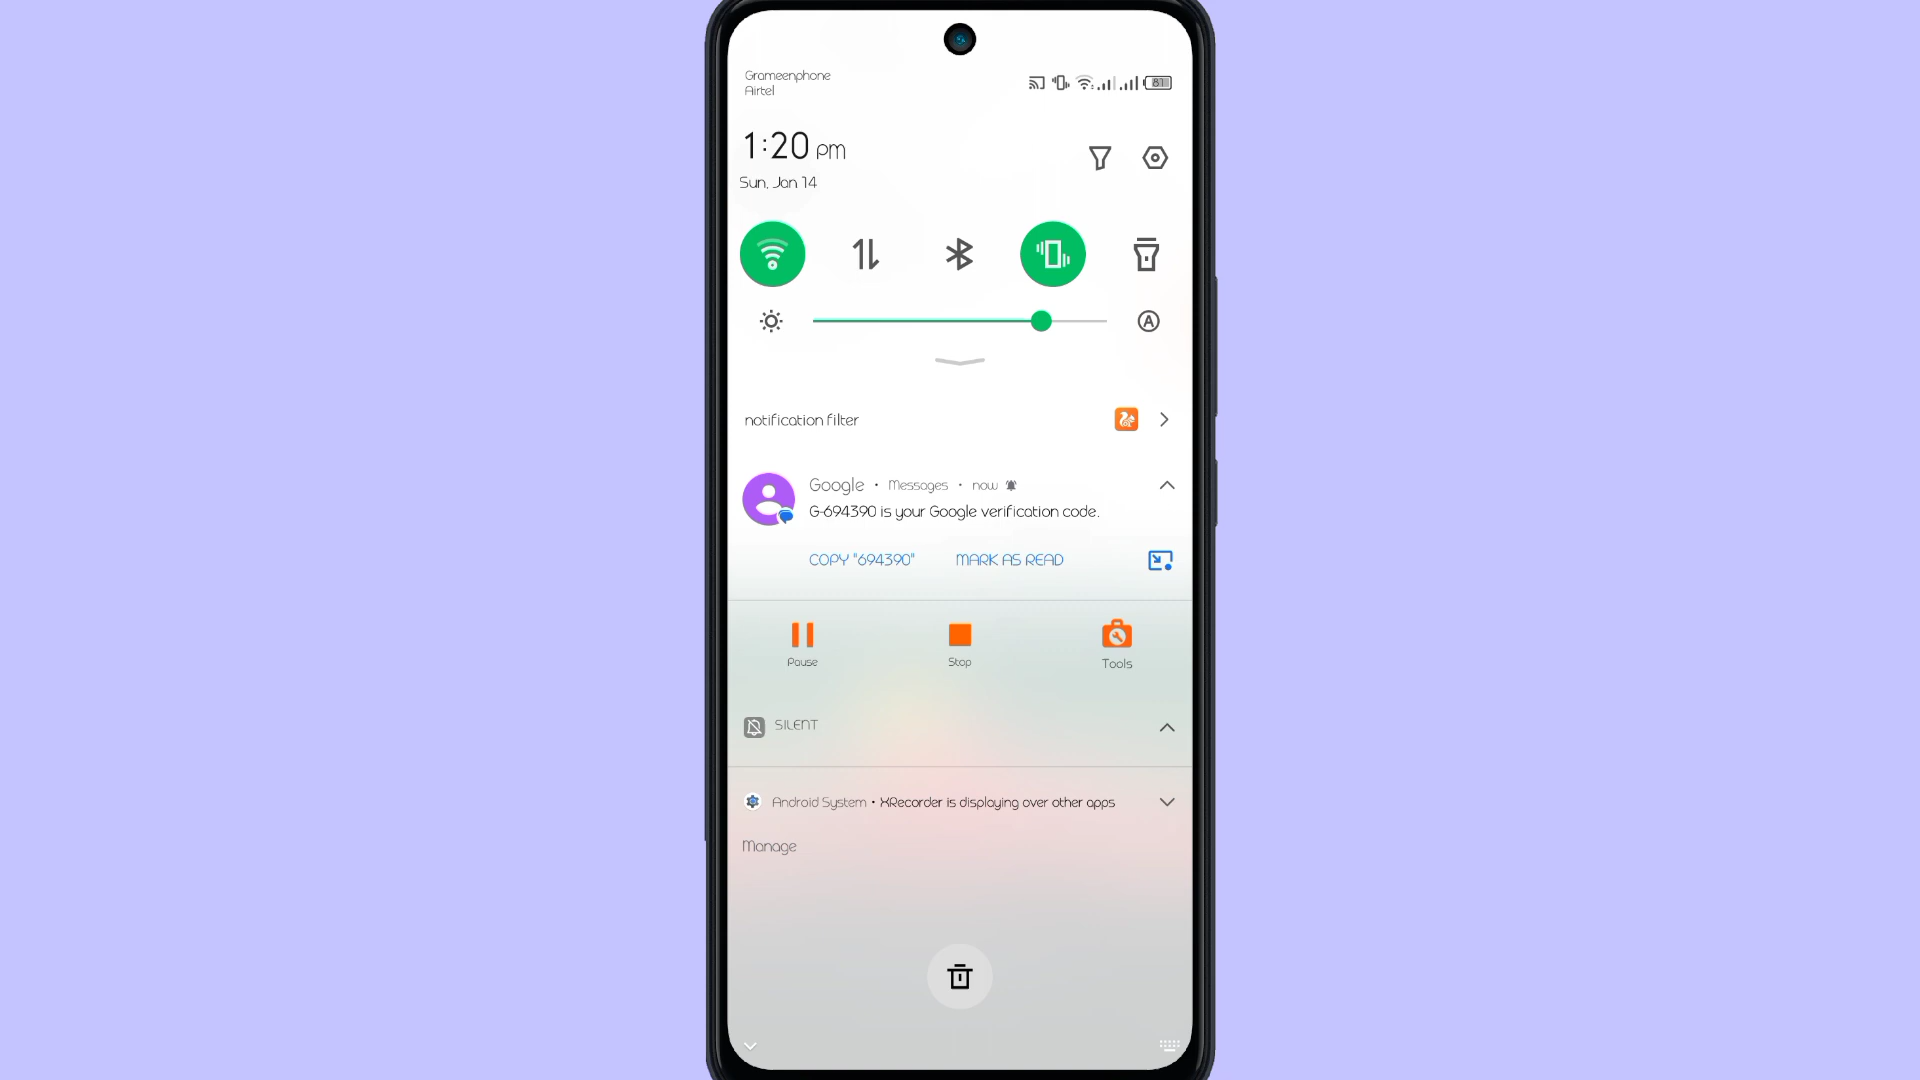 Grameenphone
Airtel
81
1:20 pm
Sun, Jan 14
A
notification filter
Google • Messages • now
G-694390 is your Google verification code.
COPY "694390" MARK AS READ
Pause Stop Tools
SILENT
Android System • XRecorder is displaying over other apps
Manage